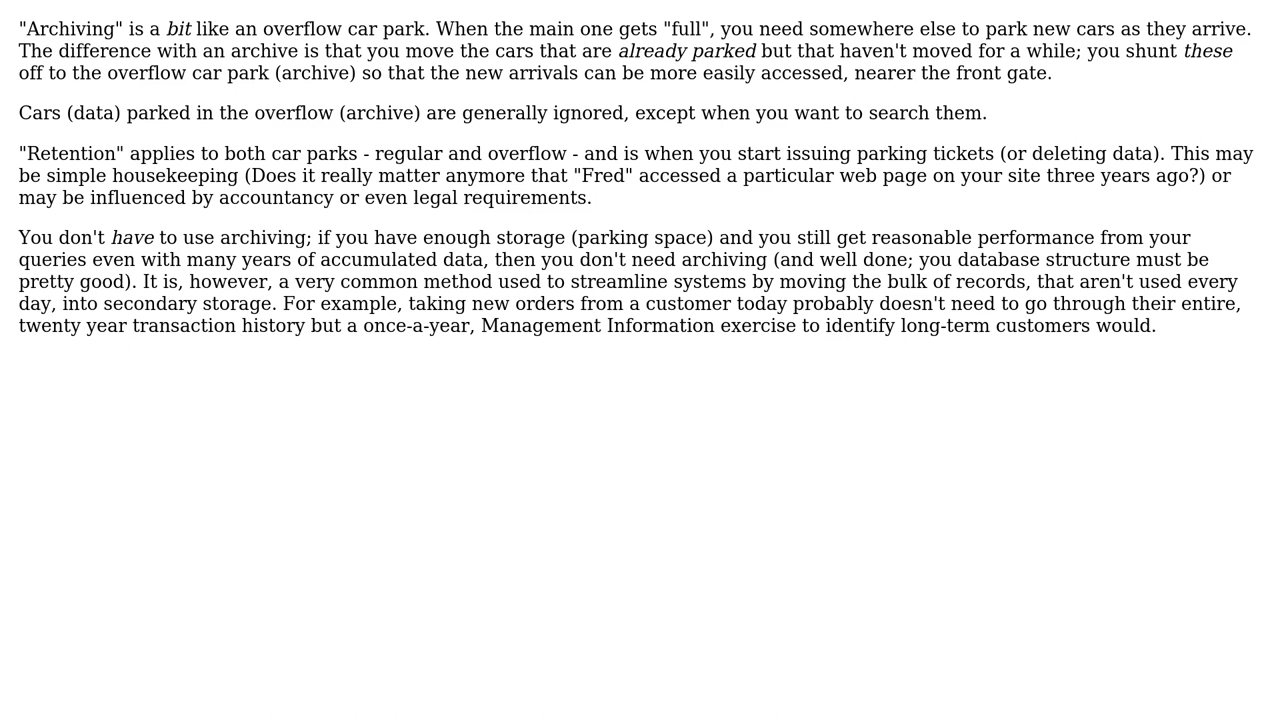 "Archiving" is a bit like an overflow car park. When the main one gets "full", you need somewhere else to park new cars as they arrive.
The difference with an archive is that you move the cars that are already parked but that haven't moved for a while; you shunt these
off to the overflow car park (archive) so that the new arrivals can be more easily accessed, nearer the front gate.
Cars (data) parked in the overflow (archive) are generally ignored, except when you want to search them.
"Retention" applies to both car parks - regular and overflow - and is when you start issuing parking tickets (or deleting data). This may
be simple housekeeping (Does it really matter anymore that "Fred" accessed a particular web page on your site three years ago?) or
may be influenced by accountancy or even legal requirements.
You don't have to use archiving; if you have enough storage (parking space) and you still get reasonable performance from your
queries even with many years of accumulated data, then you don't need archiving (and well done; you database structure must be
pretty good). It is, however, a very common method used to streamline systems by moving the bulk of records, that aren't used every
day, into secondary storage. For example, taking new orders from a customer today probably doesn't need to go through their entire,
twenty year transaction history but a once-a-year, Management Information exercise to identify long-term customers would.